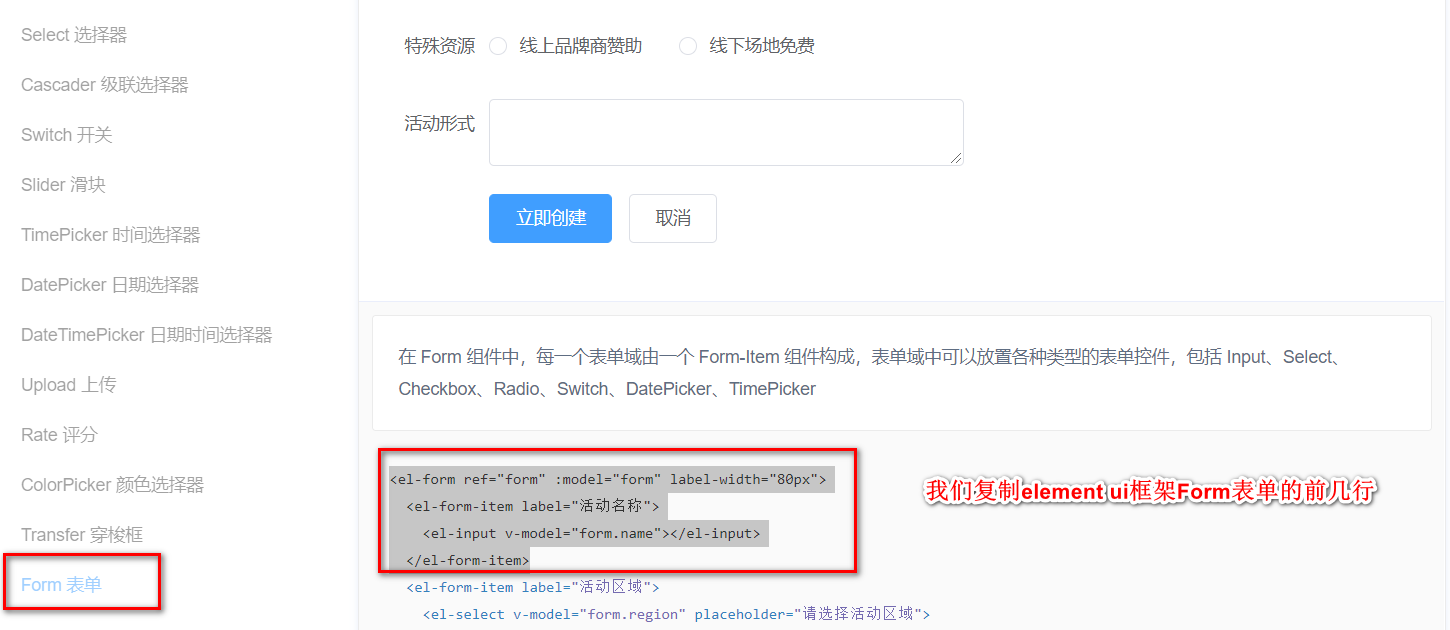 Select 选择器
Cascader 级联选择器
Switch 开关
Slider 滑块
TimePicker 时间选择器
DatePicker 日期选择器
DateTimePicker 日期时间选择器
Upload 上传
Rate 评分
ColorPicker 颜色选择器
Transfer 穿梭框
Form 表单
特殊资源 线上品牌商赞助 线下场地免费
活动形式
立即创建 取消
在 Form 组件中，每一个表单域由一个 Form-Item 组件构成，表单域中可以放置各种类型的表单控件，包括 Input、Select、
Checkbox、Radio、Switch、DatePicker、TimePicker
<el-form ref="form" :model="form" label-width="80px">
<el-form-item label="活动名称">
<el-input v-model="form.name"></el-input>
</el-form-item>
<el-form-item label="活动区域">
<el-select v-model="form.region" placeholder="请选择活动区域">
我们复制element ui框架Form表单的前几行